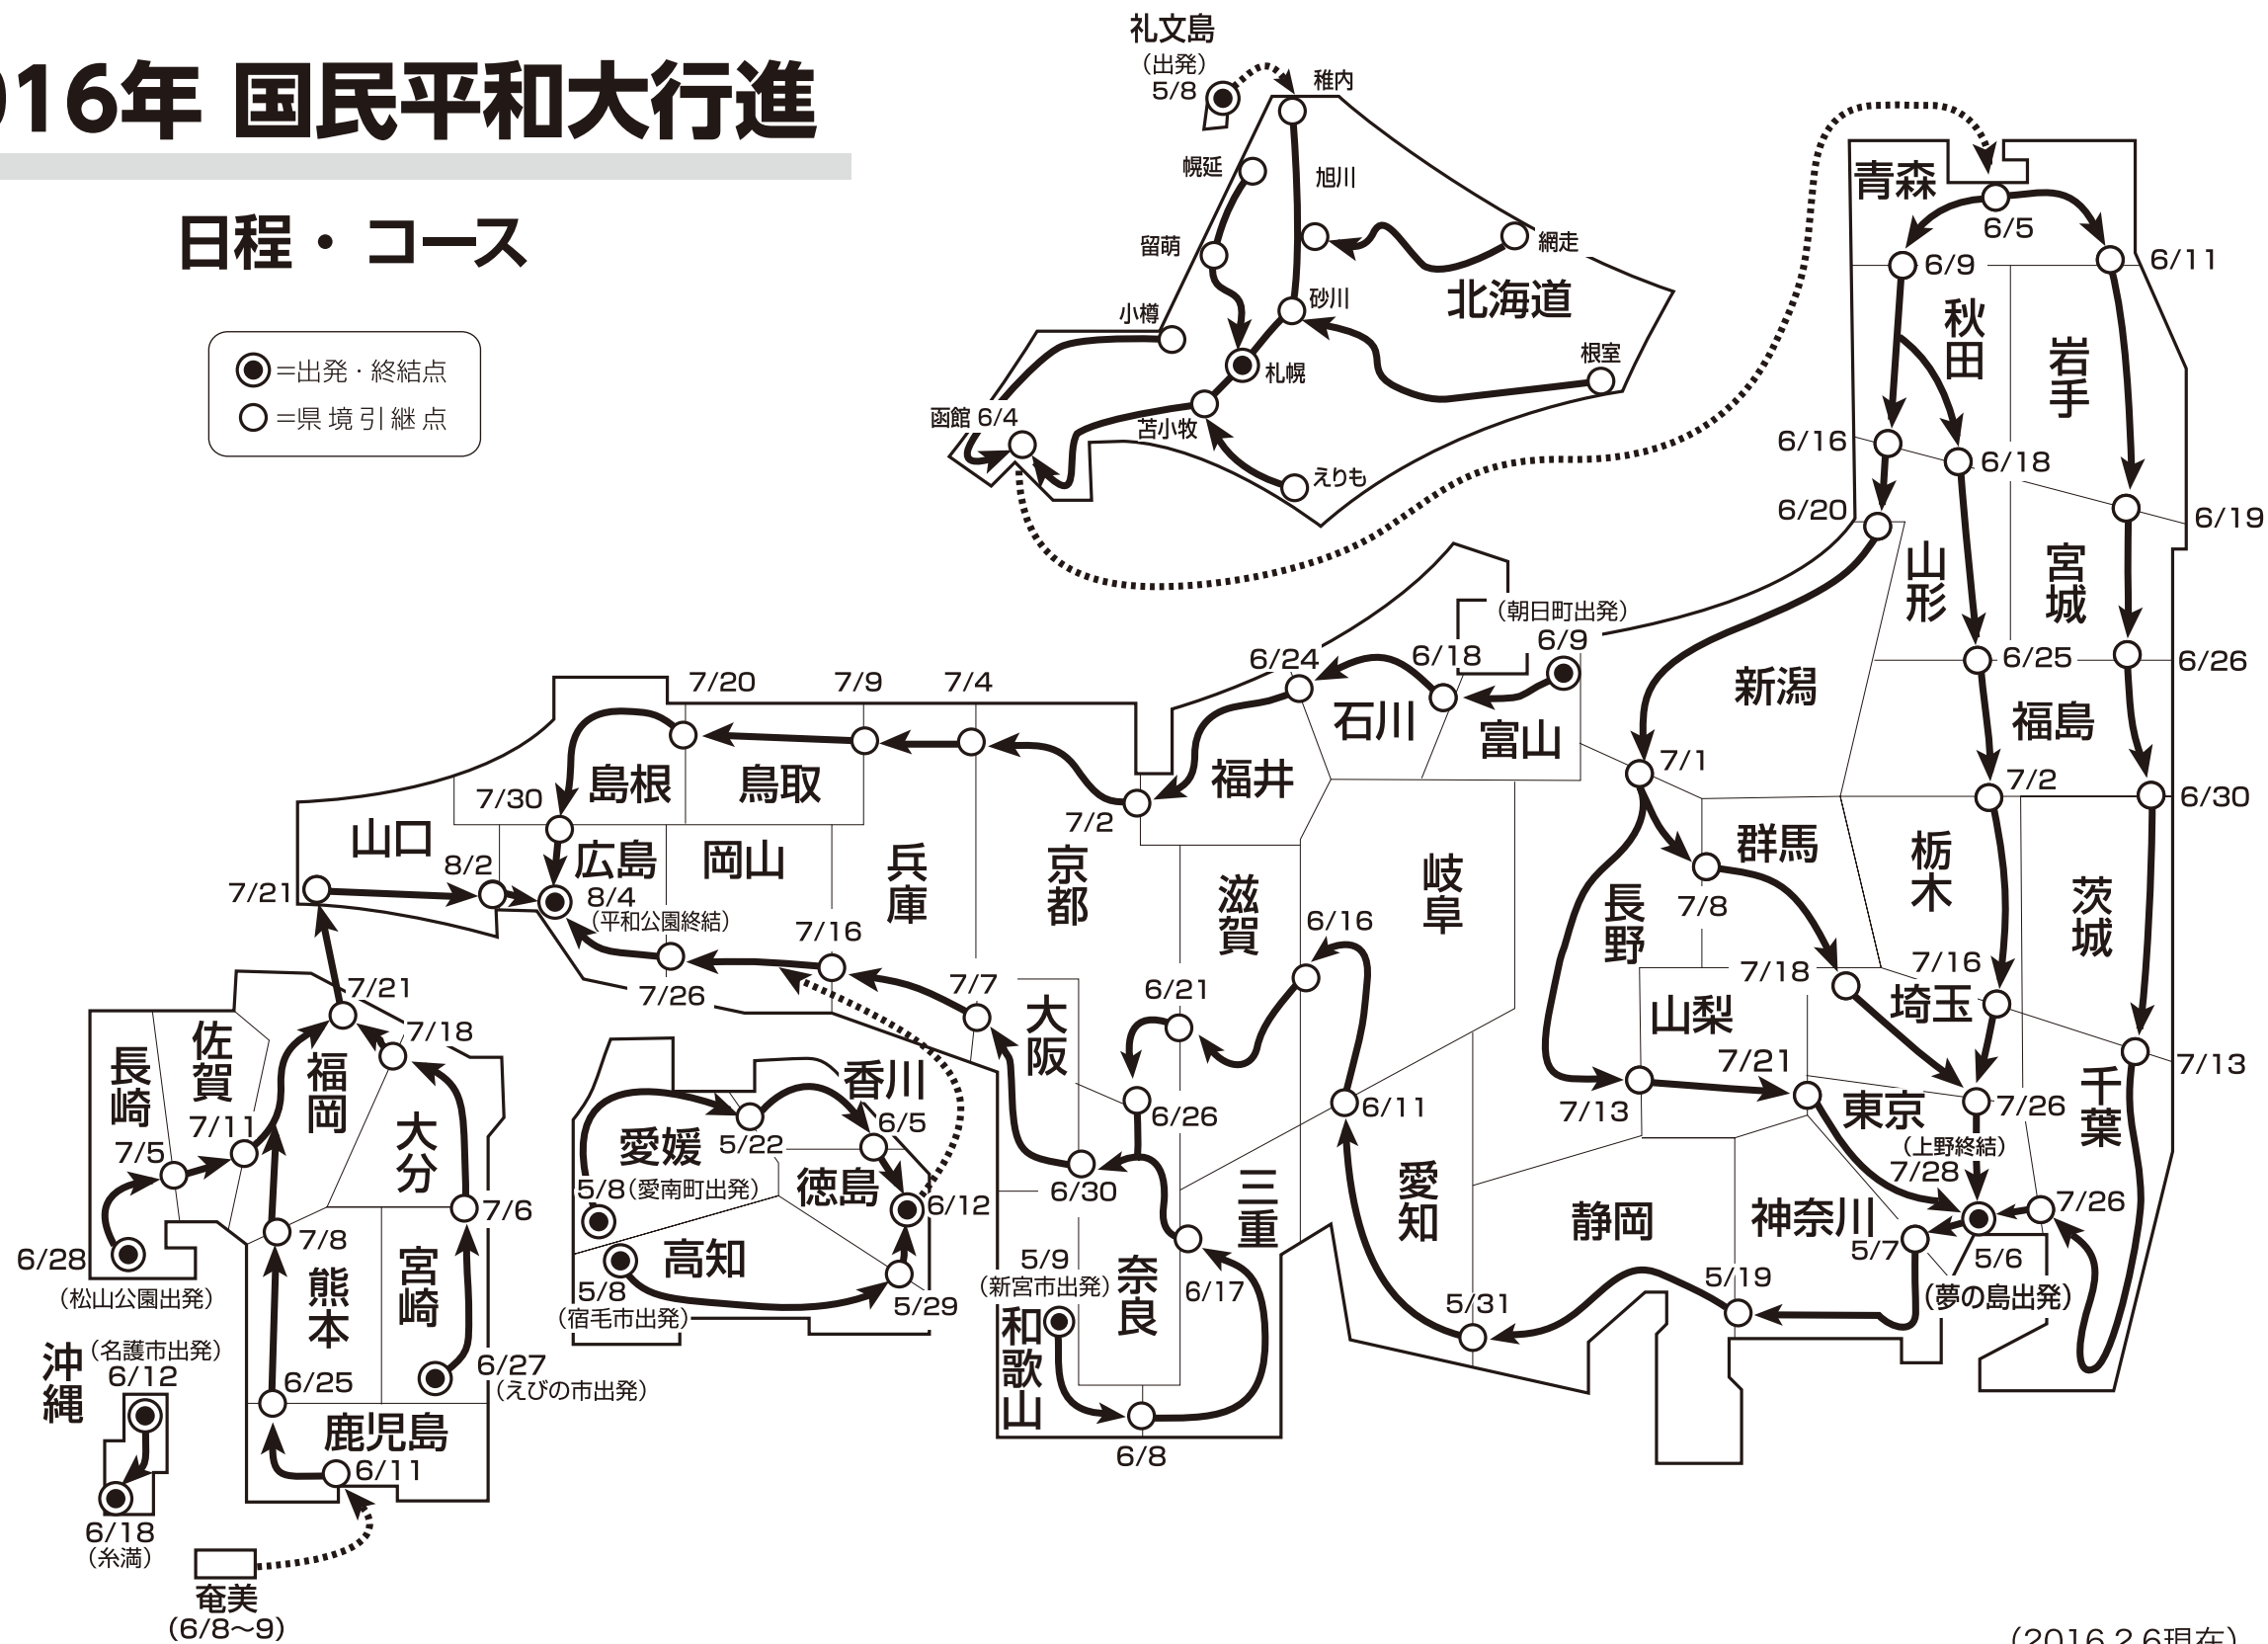 016年 国民平和大行進
日程・コース
=出発・終結点
=県境引継点
礼文島
(出発)
5/8
稚内
幌延
旭川
留萌
網走
小樽
砂川
北海道
札幌
根室
函館 6/4
苫小牧
えりも
青森
6/5
6/9
6/11
秋田
岩手
6/16
6/18
6/20
6/19
山形
宮城
6/25
6/26
新潟
福島
7/1
7/2
6/30
(朝日町出発)
6/9
6/18
6/24
石川
富山
福井
7/20
7/9
7/4
島根
鳥取
7/2
7/30
山口
8/2
広島
岡山
兵庫
京都
滋賀
岐阜
長野
群馬
栃木
茨城
7/21
8/4
(平和公園終結)
7/16
6/16
7/8
7/26
7/7
6/21
7/18
7/16
山梨
埼玉
大阪
7/21
7/18
佐賀
福岡
長崎
7/11
7/5
大分
香川
6/5
愛媛
5/22
徳島
5/8(愛南町出発)
6/12
高知
5/8
(宿毛市出発)
5/29
6/26
6/11
7/13
7/21
東京
7/26
7/13
千葉
(上野終結)
7/28
7/26
6/30
三重
愛知
静岡
神奈川
5/7
5/6
(夢の島出発)
5/9
(新宮市出発)
奈良
6/17
和歌山
6/8
5/31
5/19
7/6
7/8
6/28
(松山公園出発)
熊本
宮崎
沖縄
(名護市出発)
6/12
6/25
6/27
(えびの市出発)
鹿児島
6/11
6/18
(糸満)
奄美
(6/8〜9)
(2016.2.6現在)